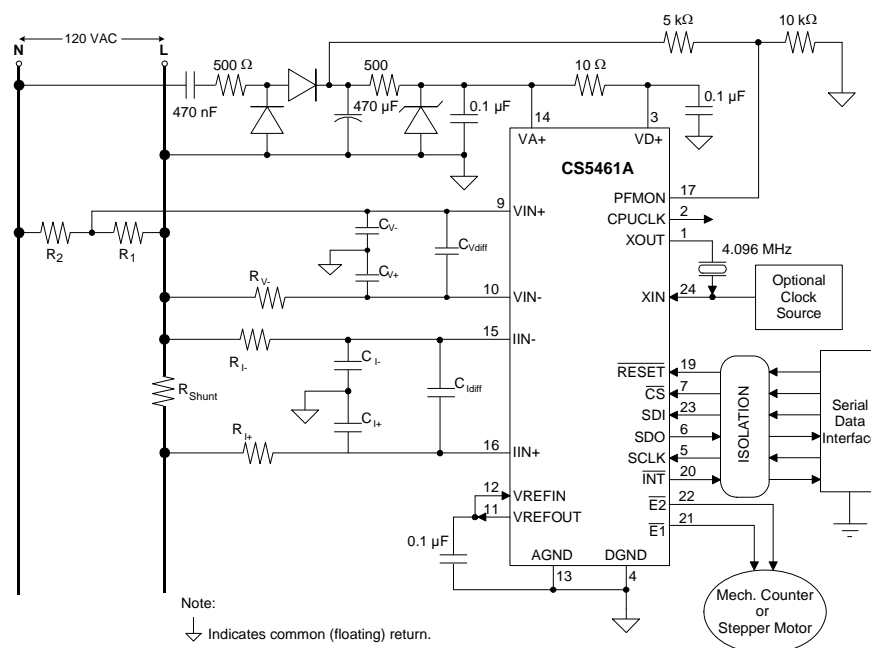 5 kΩ
10 kΩ
120 VAC
N
L
500 Ω
500
10 Ω
470 nF
470 µF
0.1 µF
0.1 µF
14
3
VA+
VD+
CS5461A
PFMON
17
CPUCLK
2
XOUT
1
4.096 MHz
XIN
24
Optional
Clock
Source
9
VIN+
R2
R1
CV-
CV+
CVdiff
RV-
10
VIN-
15
IIN-
RI-
CI-
CI+
CIdiff
RShunt
RI+
16
IIN+
RESET
19
CS
7
SDI
23
SDO
6
SCLK
5
INT
20
ISOLATION
Serial
Data
Interface
E2
22
E1
21
12
VREFIN
11
VREFOUT
0.1 µF
AGND
DGND
13
4
Mech. Counter
or
Stepper Motor
Note:
Indicates common (floating) return.